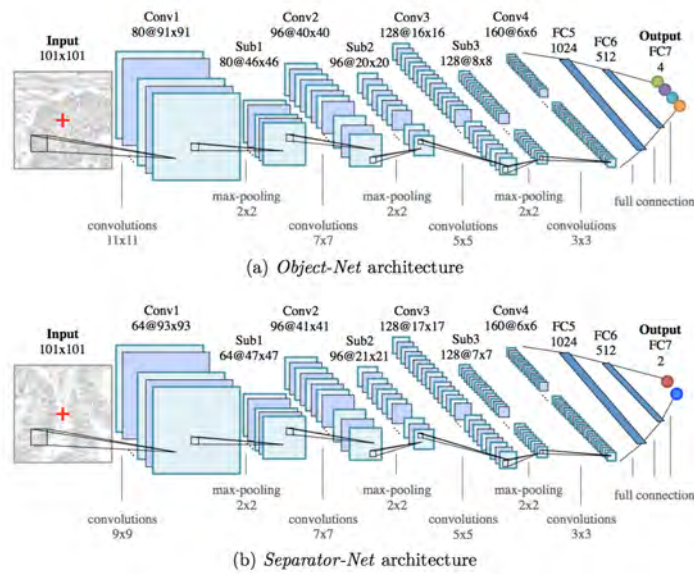 Input
101x101
Conv1
80@91x91
Sub1
80@46x46
Conv2
96@40x40
Sub2
96@20x20
Conv3
128@16x16
Sub3
128@8x8
Conv4
160@6x6
FC5
1024
FC6
512
Output
FC7
4
convolutions
11x11
max-pooling
2x2
convolutions
7x7
max-pooling
2x2
convolutions
5x5
max-pooling
2x2
convolutions
3x3
full connection
(a) Object-Net architecture
Input
101x101
Conv1
64@93x93
Sub1
64@47x47
Conv2
96@41x41
Sub2
96@21x21
Conv3
128@17x17
Sub3
128@7x7
Conv4
160@6x6
FC5
1024
FC6
512
Output
FC7
2
convolutions
9x9
max-pooling
2x2
convolutions
7x7
max-pooling
2x2
convolutions
5x5
max-pooling
2x2
convolutions
3x3
full connection
(b) Separator-Net architecture